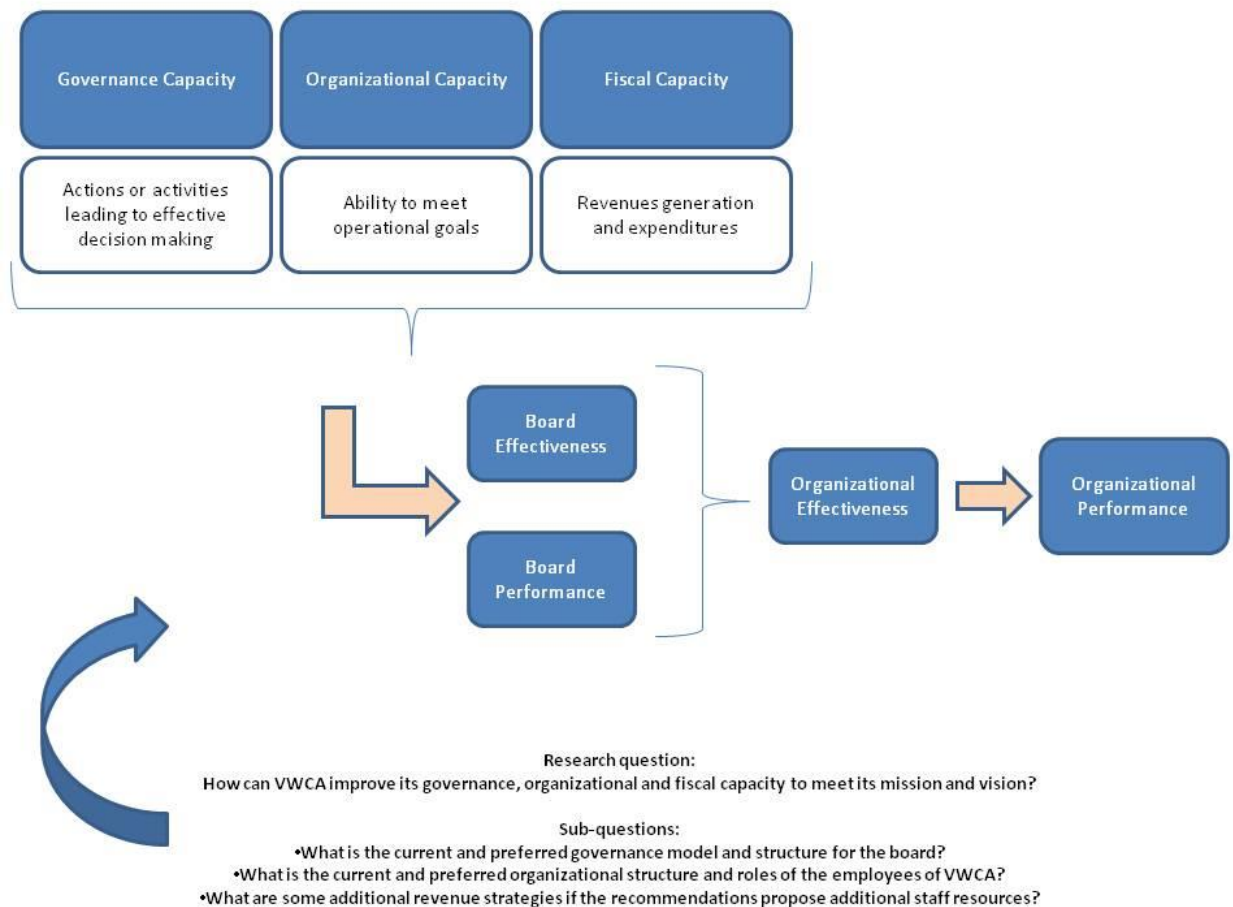 Governance Capacity
Organizational Capacity
Fiscal Capacity
Actions or activities
leading to effective
decision making
Ability to meet
operational goals
Revenues generation
and expenditures
Board
Effectiveness
Board
Performance
Organizational
Effectiveness
Organizational
Performance
Research question:
How can VWCA improve its governance, organizational and fiscal capacity to meet its mission and vision?
Sub-questions:
•What is the current and preferred governance model and structure for the board?
•What is the current and preferred organizational structure and roles of the employees of VWCA?
•What are some additional revenue strategies if the recommendations propose additional staff resources?